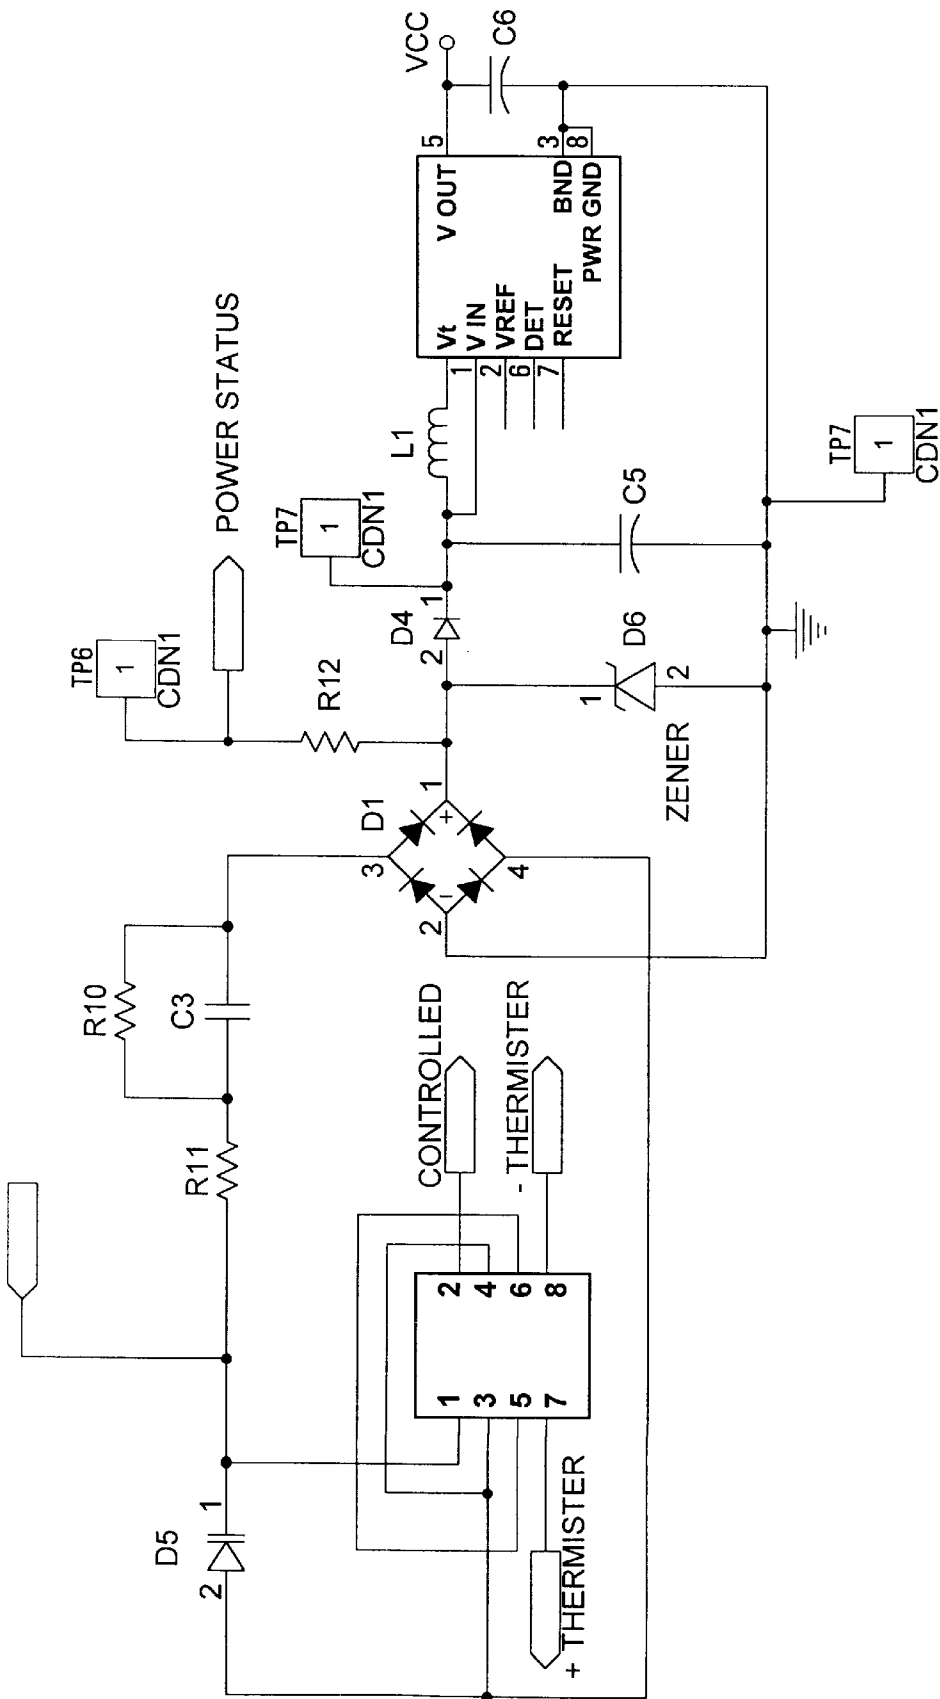 VCC
C6
5
3
8
V OUT
BND
PWR GND
Vt
V IN
VREF
DET
RESET
1
2
6
7
L1
POWER STATUS
TP7
1
CDN1
TP7
1
CDN1
C5
TP6
1
CDN1
R12
D4
1
2
D6
1
2
ZENER
D1
1
+
3
4
2
-
R10
C3
R11
CONTROLLED
- THERMISTER
2
4
6
8
1
3
5
7
D5
1
2
+ THERMISTER